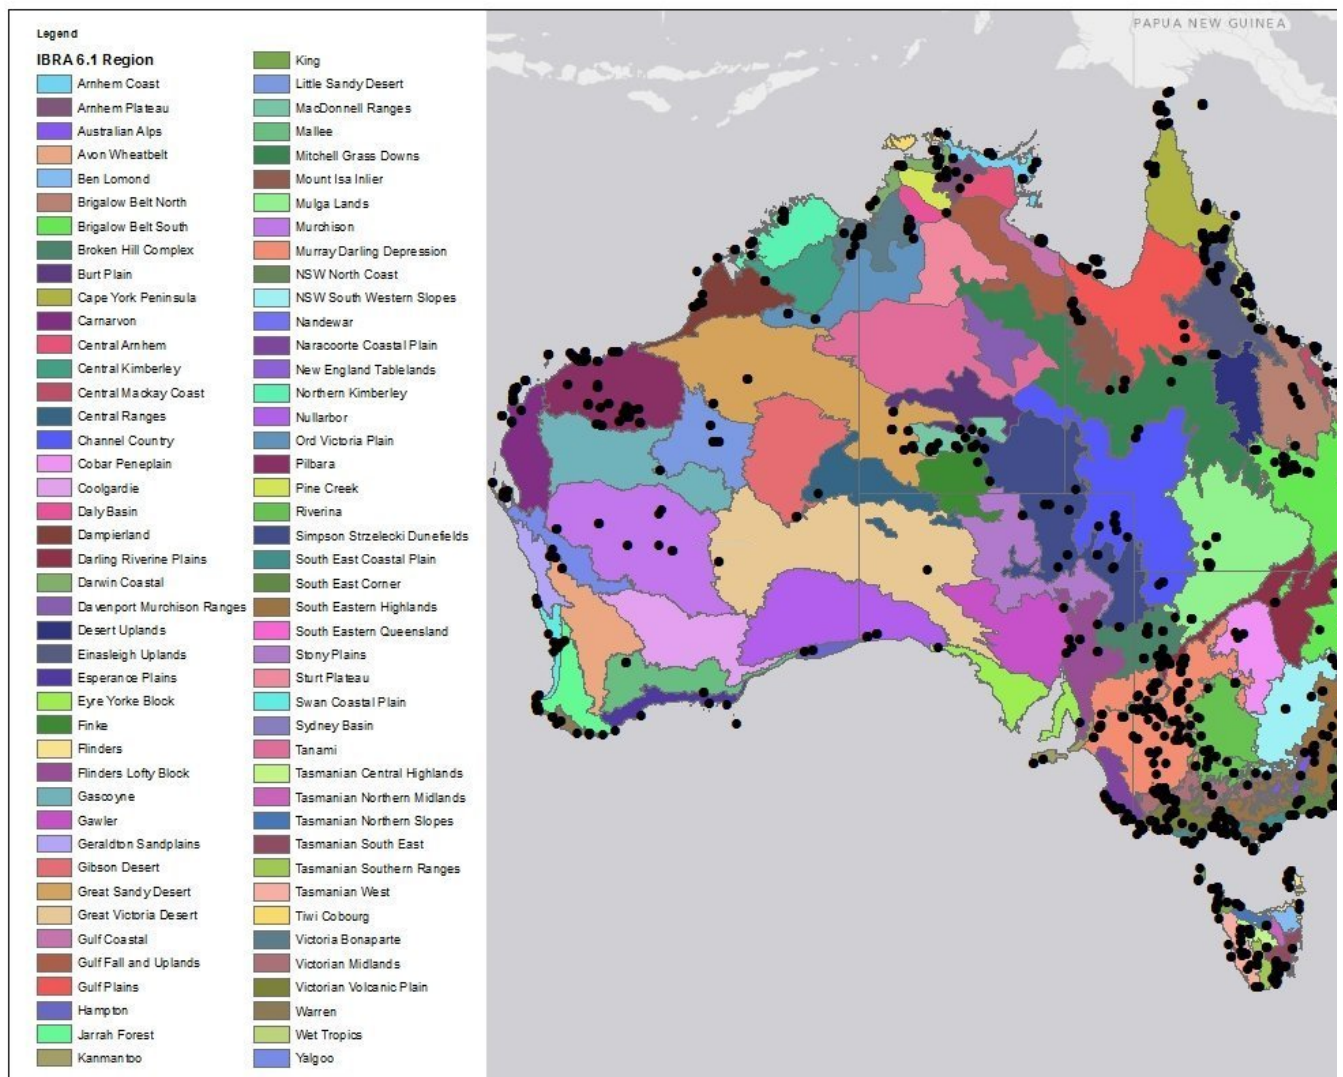 Legend
IBRA 6.1 Region
Arnhem Coast
Arnhem Plateau
Australian Alps
Avon Wheatbelt
Ben Lomond
Brigalow Belt North
Brigalow Belt South
Broken Hill Complex
Burt Plain
Cape York Peninsula
Carnarvon
Central Arnhem
Central Kimberley
Central Mackay Coast
Central Ranges
Channel Country
Cobar Peneplain
Coolgardie
Daly Basin
Dampierland
Darling Riverine Plains
Darwin Coastal
Davenport Murchison Ranges
Desert Uplands
Einasleigh Uplands
Esperance Plains
Eyre Yorke Block
Finke
Flinders
Flinders Lofty Block
Gascoyne
Gawler
Geraldton Sandplains
Gibson Desert
Great Sandy Desert
Great Victoria Desert
Gulf Coastal
Gulf Fall and Uplands
Gulf Plains
Hampton
Jarrah Forest
Kanmantoo
King
Little Sandy Desert
MacDonnell Ranges
Mallee
Mitchell Grass Downs
Mount Isa Inlier
Mulga Lands
Murchison
Murray Darling Depression
NSW North Coast
NSW South Western Slopes
Nandewar
Naracoorte Coastal Plain
New England Tablelands
Northern Kimberley
Nullarbor
Ord Victoria Plain
Pilbara
Pine Creek
Riverina
Simpson Strzelecki Dunefields
South East Coastal Plain
South East Corner
South Eastern Highlands
South Eastern Queensland
Stony Plains
Sturt Plateau
Swan Coastal Plain
Sydney Basin
Tanami
Tasmanian Central Highlands
Tasmanian Northern Midlands
Tasmanian Northern Slopes
Tasmanian South East
Tasmanian Southern Ranges
Tasmanian West
Tiwi Cobourg
Victoria Bonaparte
Victorian Midlands
Victorian Volcanic Plain
Warren
Wet Tropics
Yalgoo
PAPUA NEW GUINEA